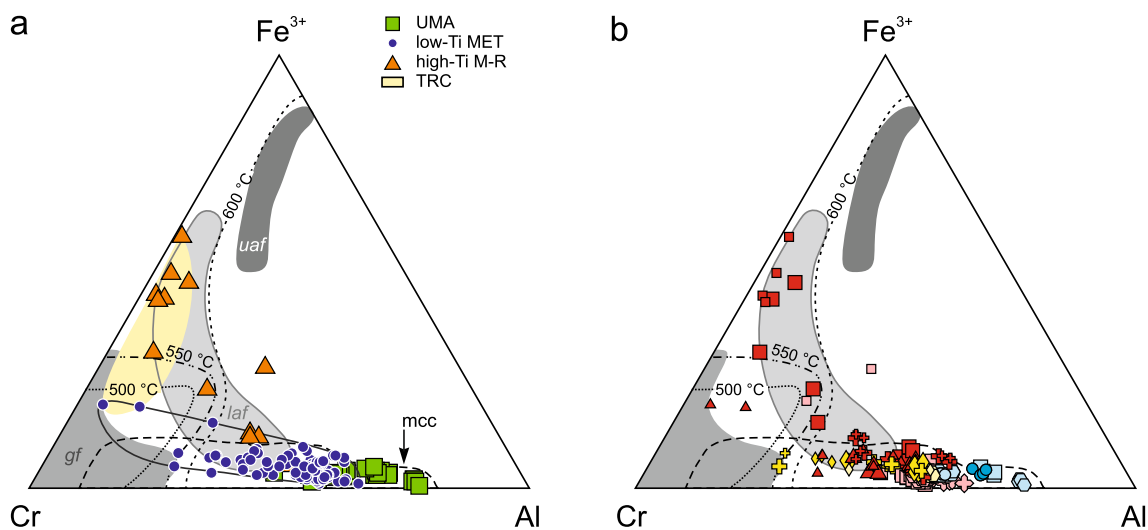 a
Fe3+
UMA
low-Ti MET
high-Ti M-R
TRC
600 °C
uaf
550 °C
500 °C
laf
gf
mcc
Cr
Al
b
Fe3+
600 °C
550 °C
500 °C
Cr
Al